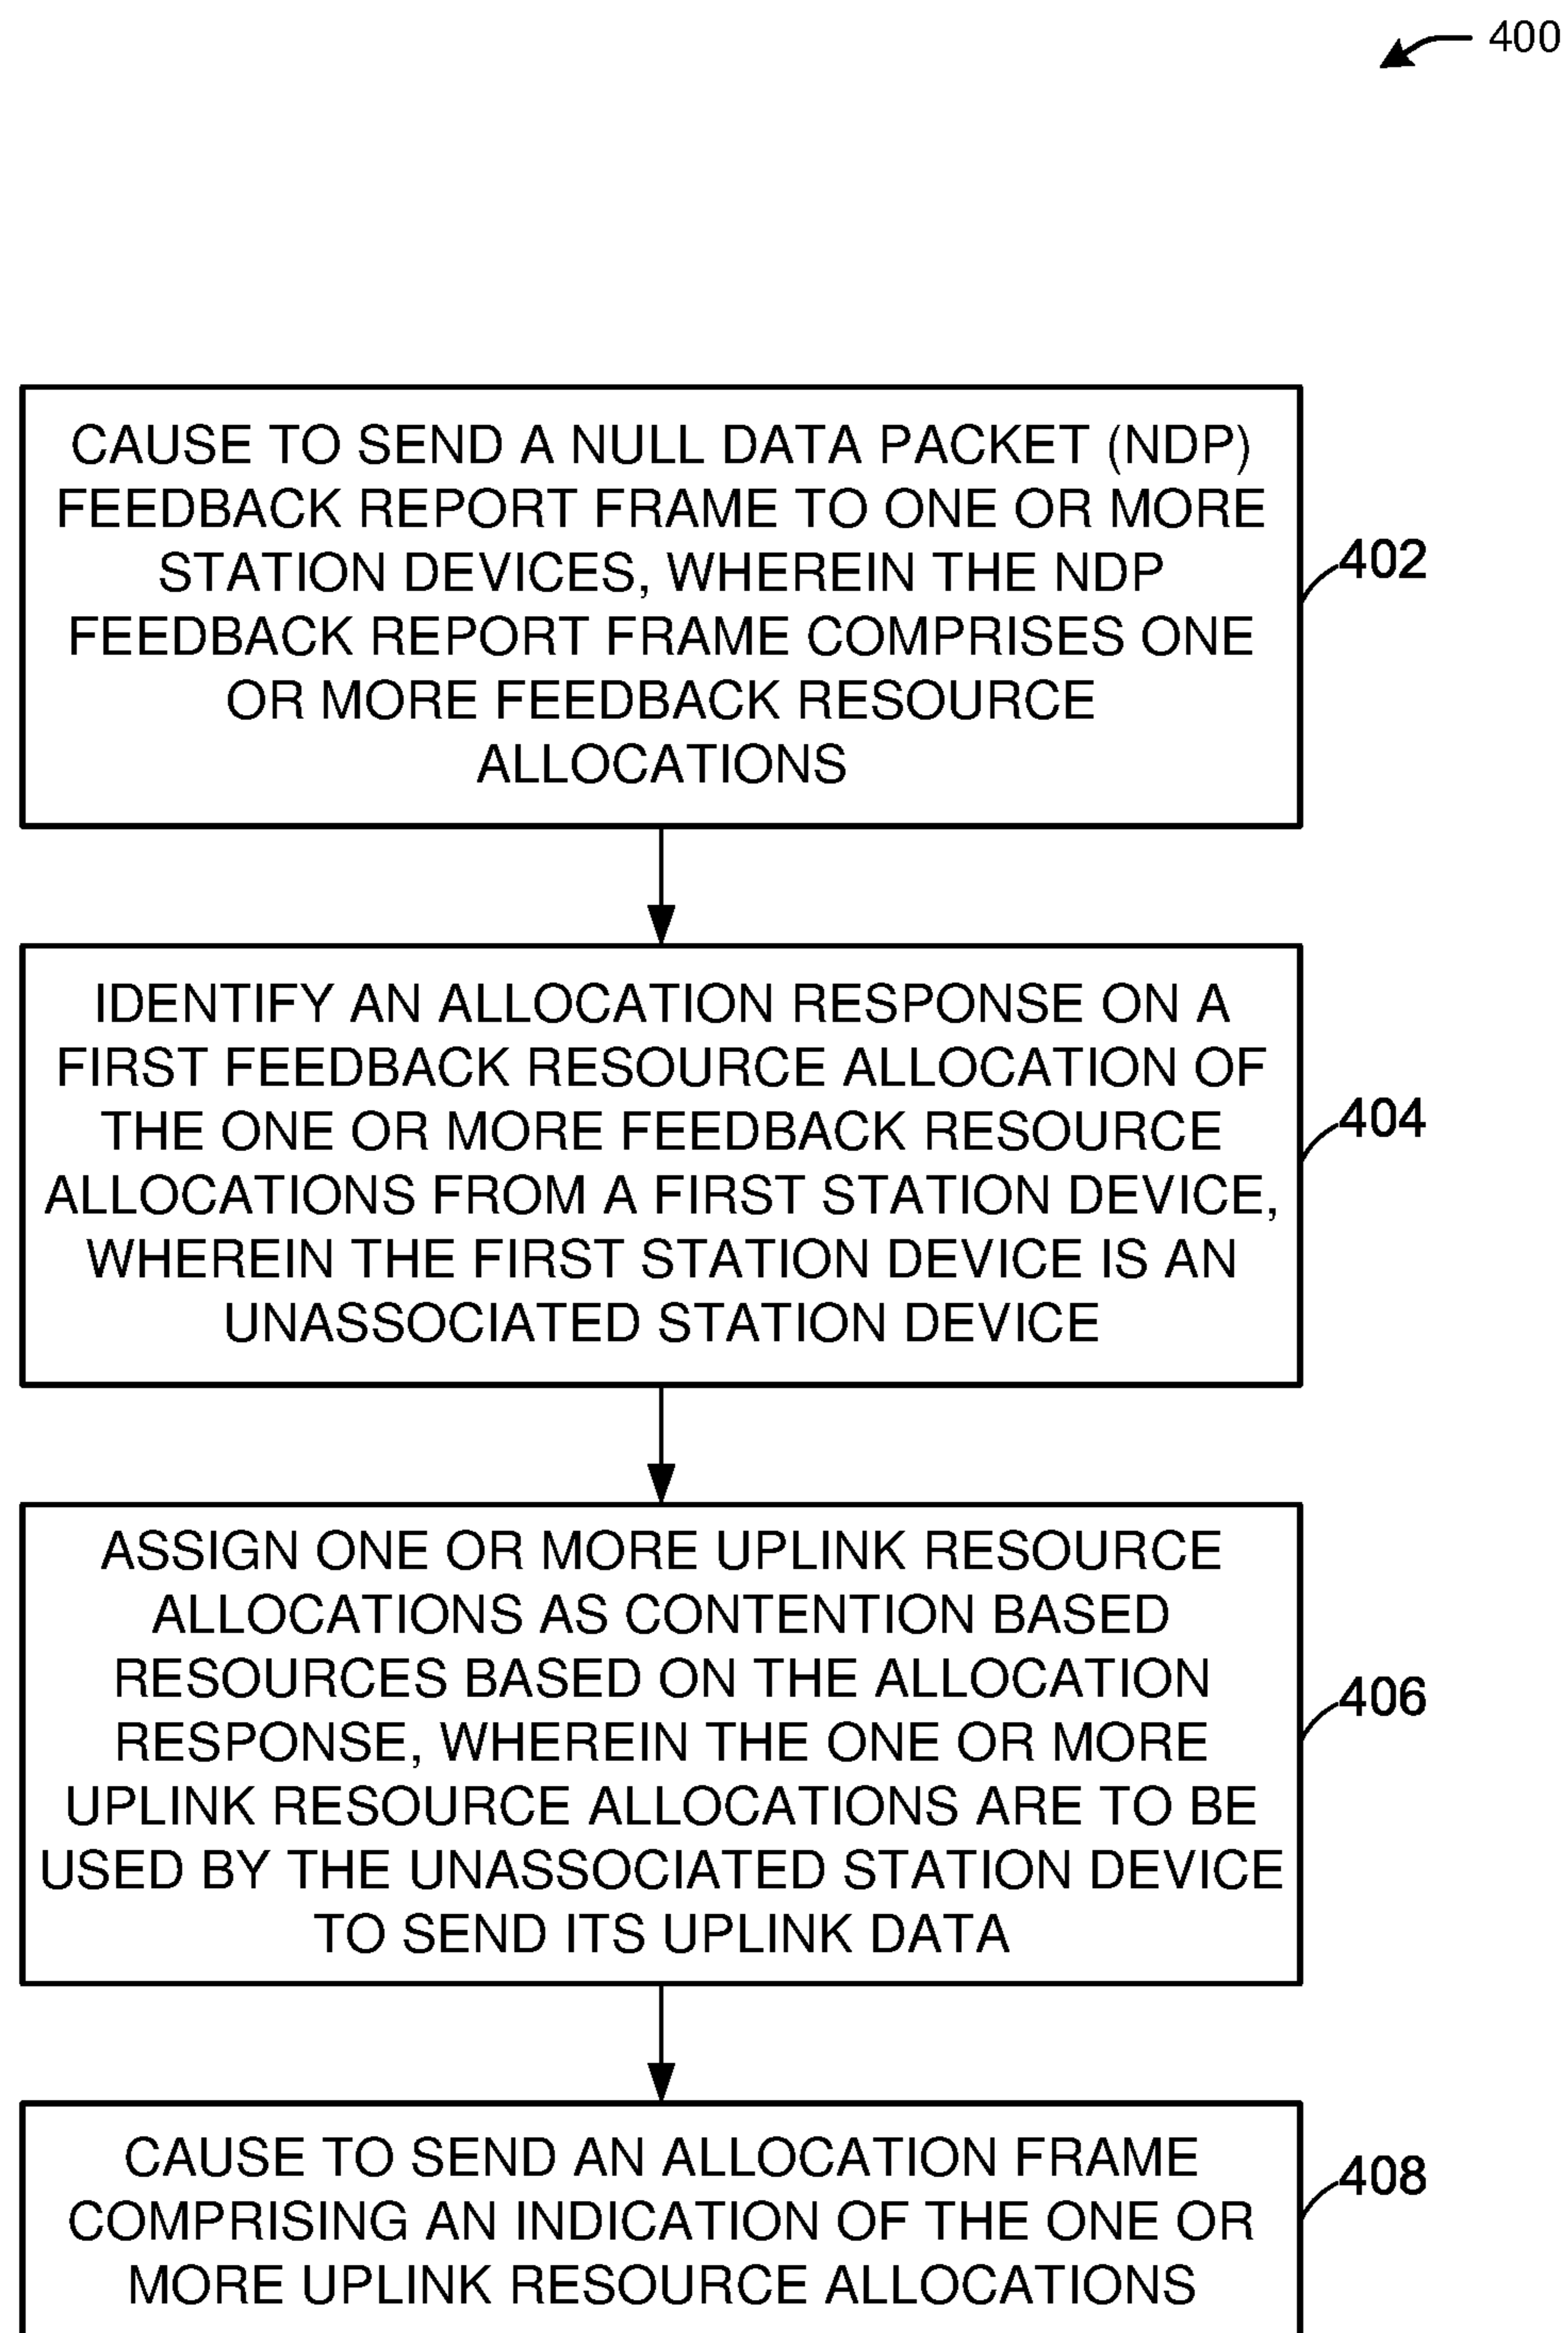 400
CAUSE TO SEND A NULL DATA PACKET (NDP)
FEEDBACK REPORT FRAME TO ONE OR MORE
STATION DEVICES, WHEREIN THE NDP
FEEDBACK REPORT FRAME COMPRISES ONE
OR MORE FEEDBACK RESOURCE
ALLOCATIONS
402
IDENTIFY AN ALLOCATION RESPONSE ON A
FIRST FEEDBACK RESOURCE ALLOCATION OF
THE ONE OR MORE FEEDBACK RESOURCE
ALLOCATIONS FROM A FIRST STATION DEVICE,
WHEREIN THE FIRST STATION DEVICE IS AN
UNASSOCIATED STATION DEVICE
404
ASSIGN ONE OR MORE UPLINK RESOURCE
ALLOCATIONS AS CONTENTION BASED
RESOURCES BASED ON THE ALLOCATION
RESPONSE, WHEREIN THE ONE OR MORE
UPLINK RESOURCE ALLOCATIONS ARE TO BE
USED BY THE UNASSOCIATED STATION DEVICE
TO SEND ITS UPLINK DATA
406
CAUSE TO SEND AN ALLOCATION FRAME
COMPRISING AN INDICATION OF THE ONE OR
MORE UPLINK RESOURCE ALLOCATIONS
408